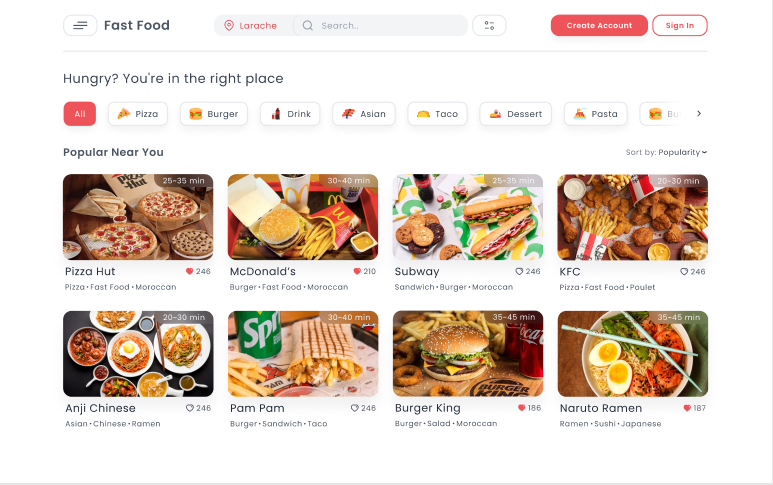 Fast Food
Larache
Search..
Create Account
Sign In
Hungry? You're in the right place
All
Pizza
Burger
Drink
Asian
Taco
Dessert
Pasta
Popular Near You
Sort by: Popularity
25-35 min
30-40 min
25-35 min
20-30 min
Pizza Hut
246
McDonald's
210
Subway
246
KFC
246
Pizza•Fast Food•Moroccan
Burger•Fast Food•Moroccan
Sandwich•Burger•Moroccan
Pizza•Fast Food•Poulet
20-30 min
30-40 min
35-45 min
35-45 min
BURGER
KING
Anji Chinese
246
Pam Pam
246
Burger King
186
Naruto Ramen
187
Asian•Chinese•Ramen
Burger•Sandwich•Taco
Burger•Salad•Moroccan
Ramen•Sushi•Japanese